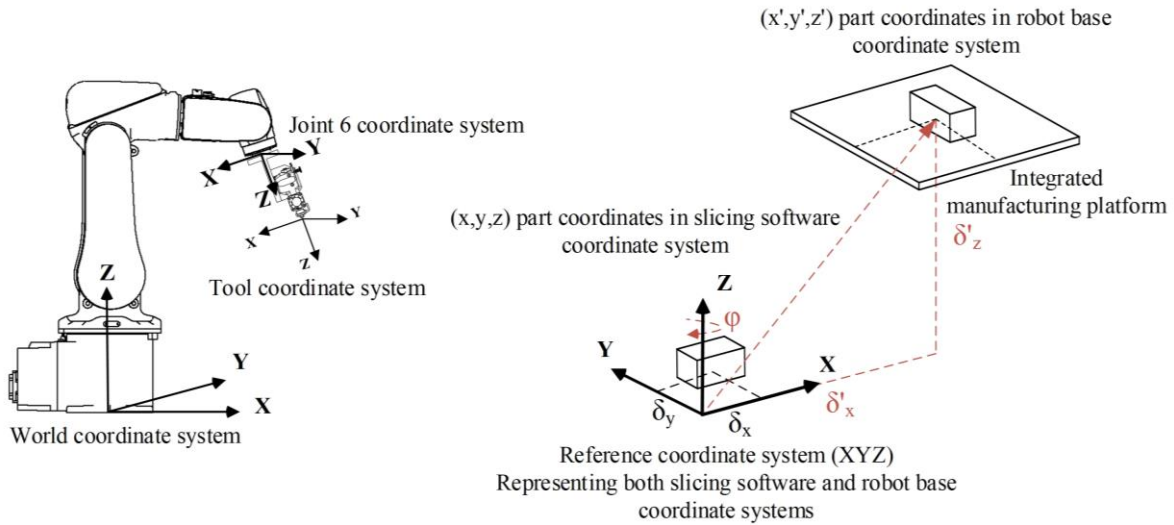 Joint 6 coordinate system
Y
X
Z
Y
X
Z
Tool coordinate system
Z
Y
X
World coordinate system
(x',y',z') part coordinates in robot base
coordinate system
Integrated
manufacturing platform
δ'z
(x,y,z) part coordinates in slicing software
coordinate system
Z
φ
Y
X
δy
δx
δ'x
Reference coordinate system (XYZ)
Representing both slicing software and robot base
coordinate systems